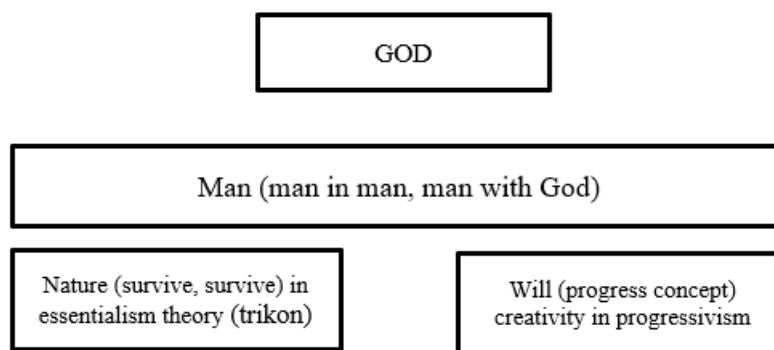 GOD
Man (man in man, man with God)
Nature (survive, survive) in
essentialism theory (trikon)
Will (progress concept)
creativity in progressivism